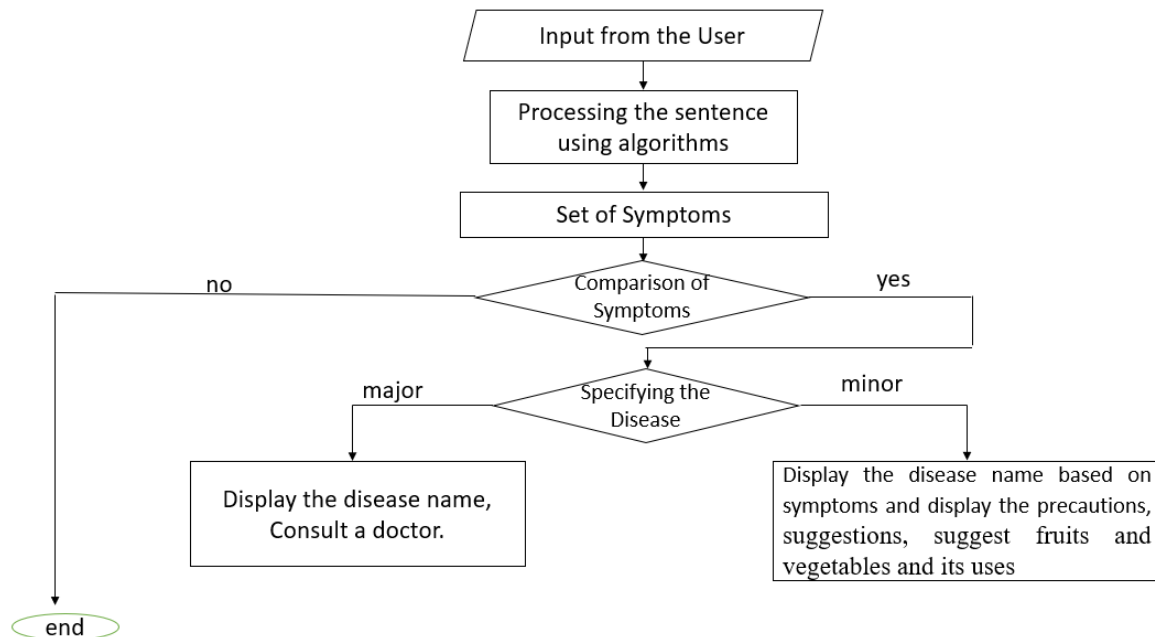 Input from the User
Processing the sentence
using algorithms
Set of Symptoms
no
Comparison of
Symptoms
yes
major
Specifying the
Disease
minor
Display the disease name,
Consult a doctor.
Display the disease name based on
symptoms and display the precautions,
suggestions, suggest fruits and
vegetables and its uses
end